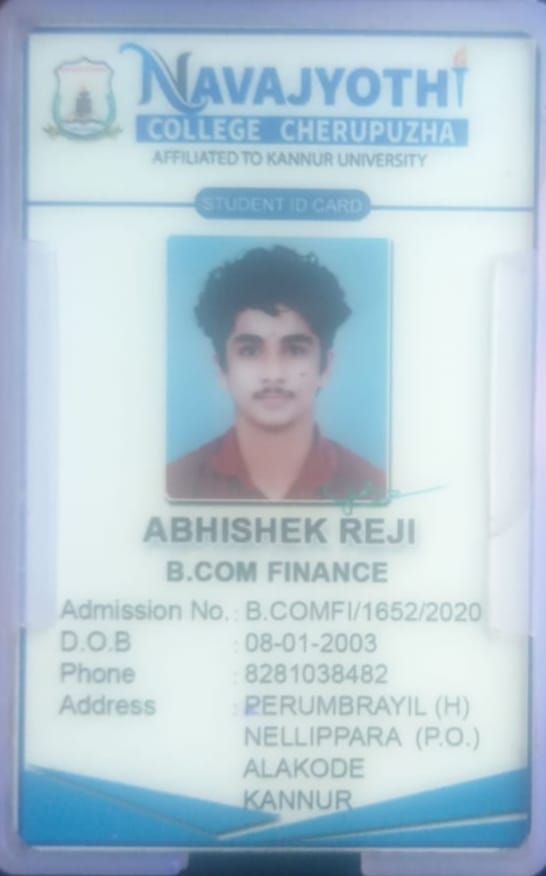 NAVAJYOTHI
COLLEGE CHERUPUZHA
AFFILIATED TO KANNUR UNIVERSITY
STUDENT ID CARD
ABHISHEK REJI
B.COM FINANCE
Admission No. : B.COMFI/1652/2020
D.O.B : 08-01-2003
Phone : 8281038482
Address : PERUMBRAYIL (H)
NELLIPPARA (P.O.)
ALAKODE
KANNUR